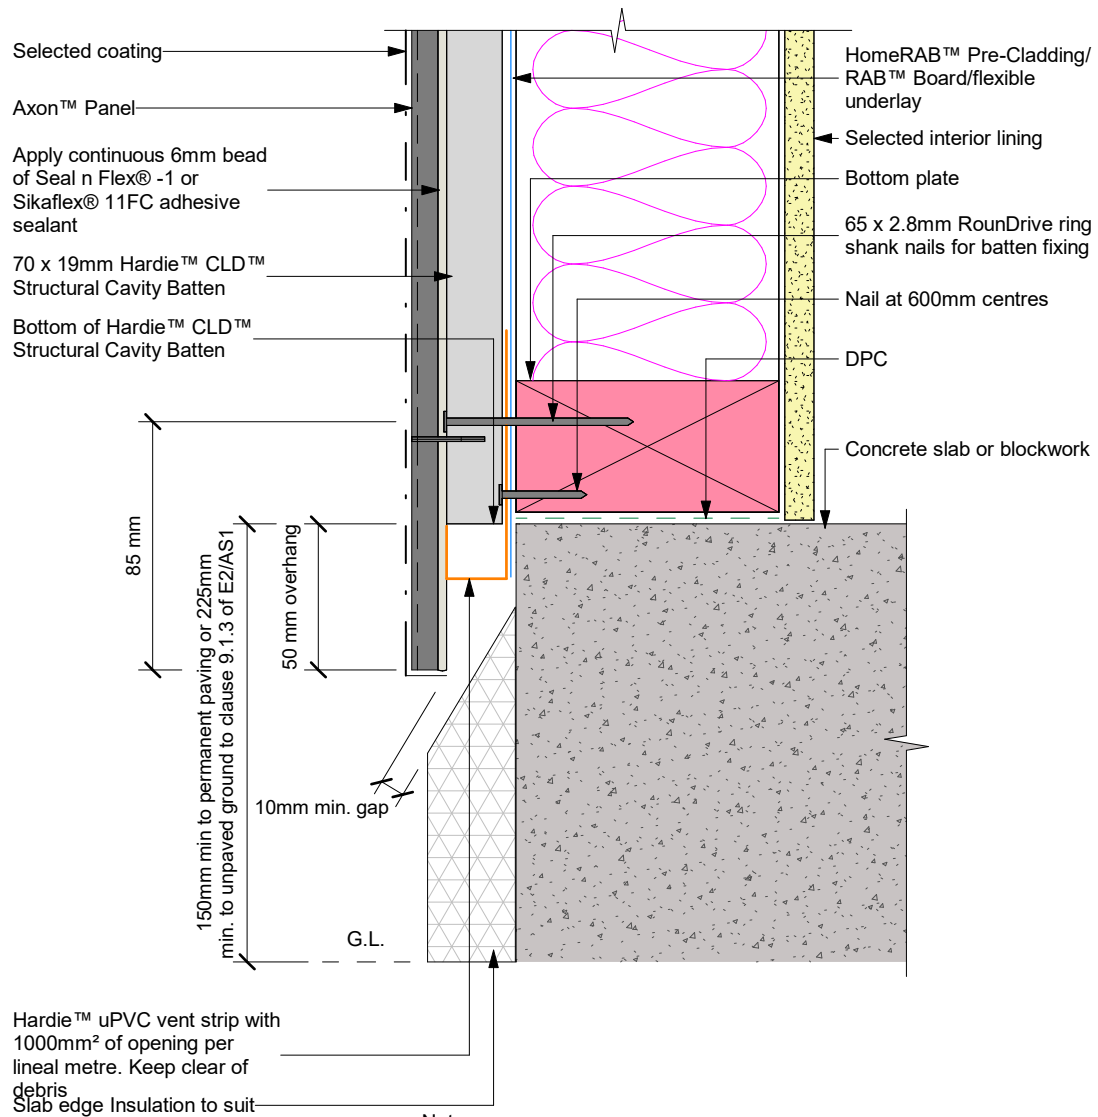 Selected coating
Axon™ Panel
Apply continuous 6mm bead
of Seal n Flex® -1 or
Sikaflex® 11FC adhesive
sealant
70 x 19mm Hardie™ CLD™
Structural Cavity Batten
Bottom of Hardie™ CLD™
Structural Cavity Batten
HomeRAB™ Pre-Cladding/
RAB™ Board/flexible
underlay
Selected interior lining
Bottom plate
65 x 2.8mm RounDrive ring
shank nails for batten fixing
Nail at 600mm centres
DPC
Concrete slab or blockwork
85 mm
150mm min to permanent paving or 225mm
min. to unpaved ground to clause 9.1.3 of E2/AS1
50 mm overhang
10mm min. gap
G.L.
Hardie™ uPVC vent strip with
1000mm² of opening per
lineal metre. Keep clear of
debris
Slab edge Insulation to suit